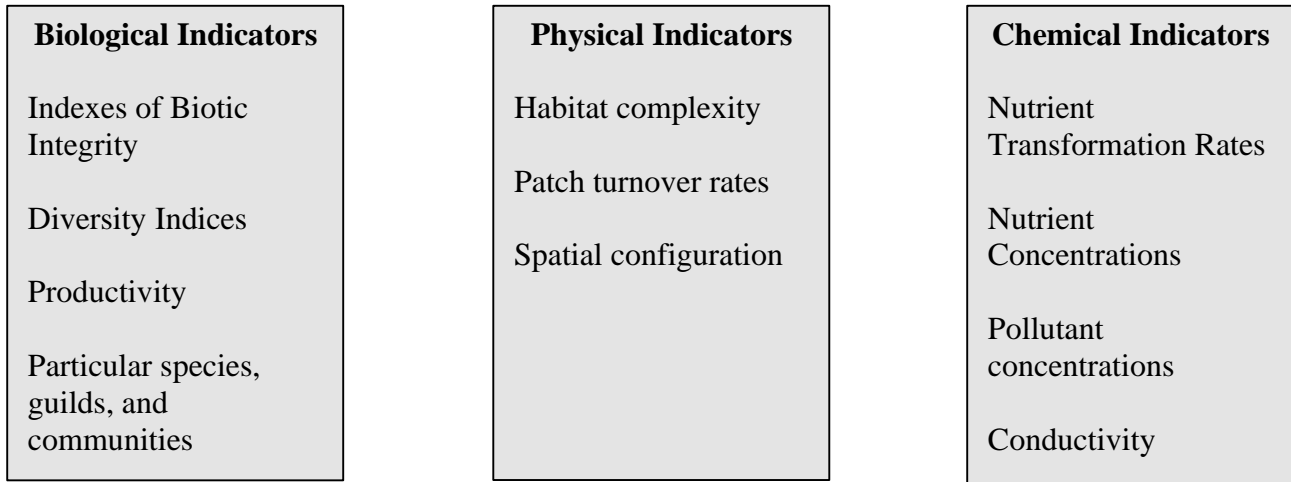 Biological Indicators
Indexes of Biotic
Integrity
Diversity Indices
Productivity
Particular species,
guilds, and
communities
Physical Indicators
Habitat complexity
Patch turnover rates
Spatial configuration
Chemical Indicators
Nutrient
Transformation Rates
Nutrient
Concentrations
Pollutant
concentrations
Conductivity